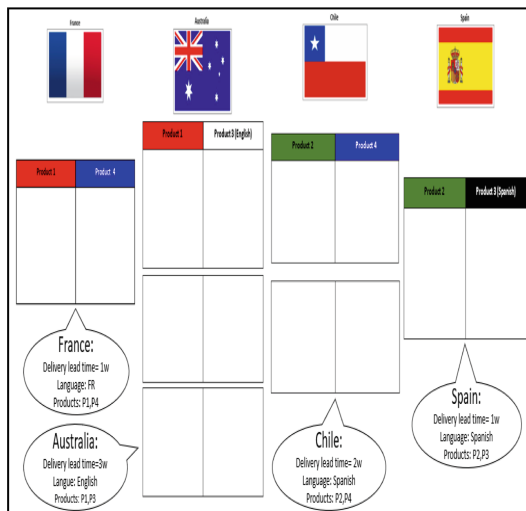 France
Australia
Chile
Spain
Product 1
Product 3 (English)
Product 2
Product 4
Product 1
Product 4
Product 2
Product 3 (Spanish)
France:
Delivery lead time= 1w
Language: FR
Products: P1,P4
Australia:
Delivery lead time=3w
Langue: English
Products: P1,P3
Chile:
Delivery lead time= 2w
Language: Spanish
Products: P2,P4
Spain:
Delivery lead time= 1w
Language: Spanish
Products: P2,P3